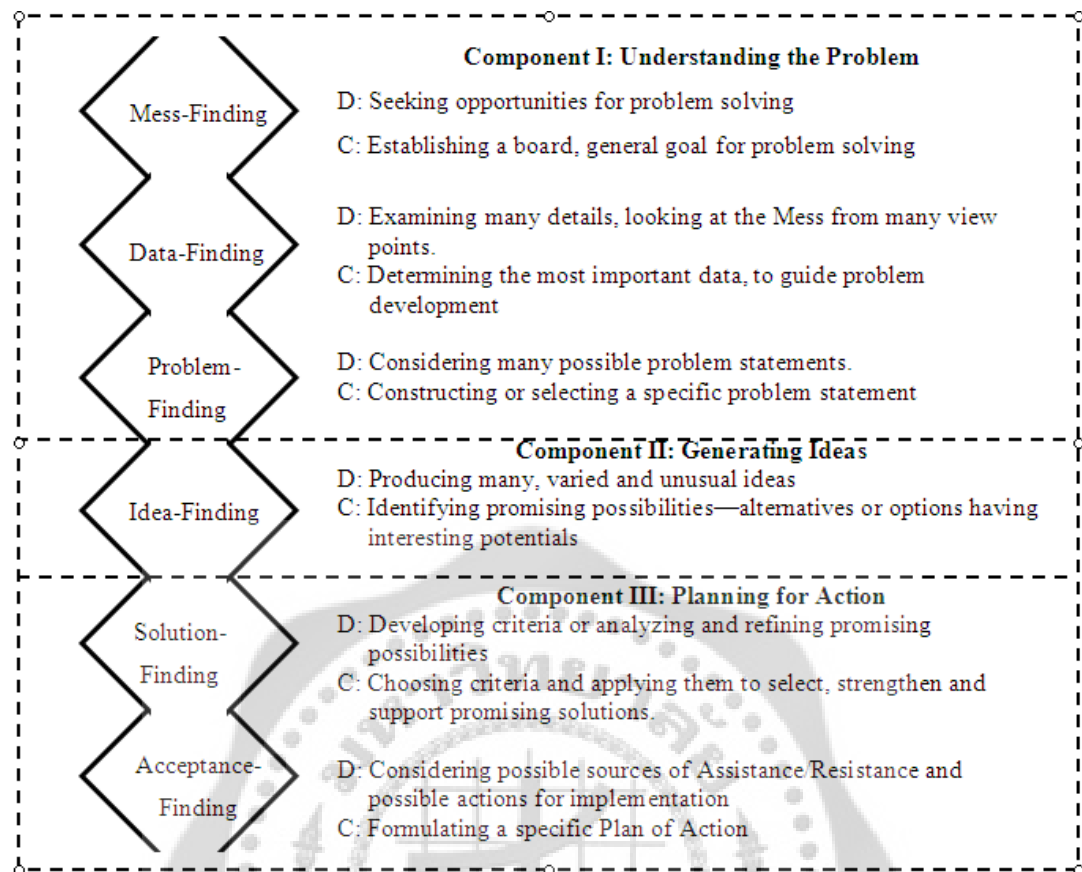 Component I: Understanding the Problem
Mess-Finding
D: Seeking opportunities for problem solving
C: Establishing a board, general goal for problem solving
Data-Finding
D: Examining many details, looking at the Mess from many view
points.
C: Determining the most important data, to guide problem
development
Problem-
Finding
D: Considering many possible problem statements.
C: Constructing or selecting a specific problem statement
Component II: Generating Ideas
Idea-Finding
D: Producing many, varied and unusual ideas
C: Identifying promising possibilities—alternatives or options having
interesting potentials
Component III: Planning for Action
Solution-
Finding
D: Developing criteria or analyzing and refining promising
possibilities
C: Choosing criteria and applying them to select, strengthen and
support promising solutions.
Acceptance-
Finding
D: Considering possible sources of Assistance/Resistance and
possible actions for implementation
C: Formulating a specific Plan of Action